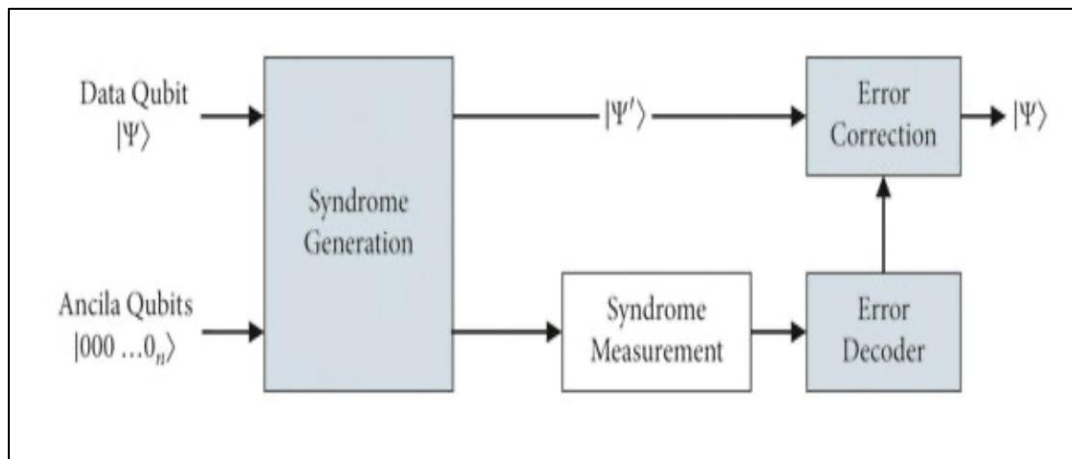 Data Qubit
|Ψ⟩
Syndrome
Generation
|Ψ′⟩
Error
Correction
|Ψ⟩
Ancila Qubits
|000 …0ₙ⟩
Syndrome
Measurement
Error
Decoder